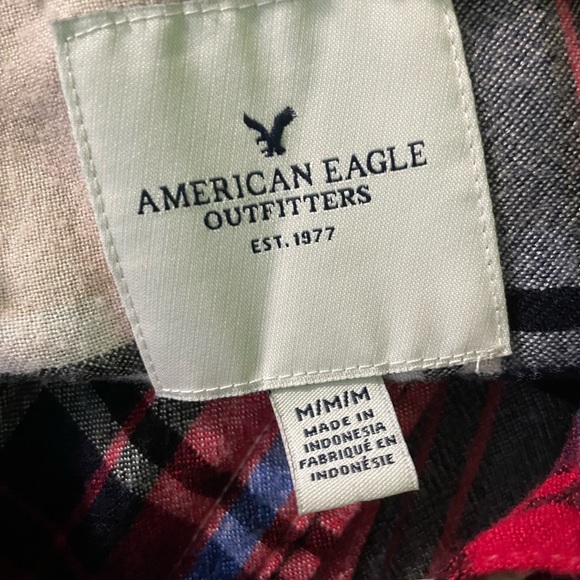 AMERICAN EAGLE
OUTFITTERS
EST. 1977
M/M/M
MADE IN
INDONESIA
FABRIQUÉ EN
INDONÉSIE